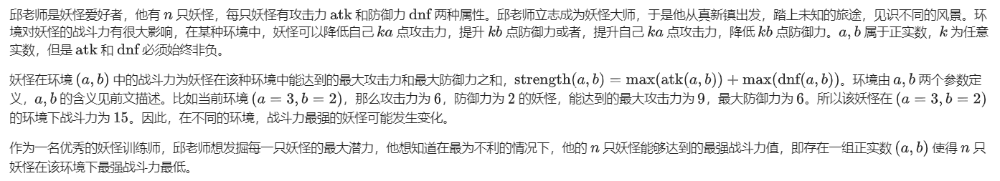 邱老师是妖怪爱好者，他有 n 只妖怪，每只妖怪有攻击力 atk 和防御力 dnf 两种属性。邱老师立志成为妖怪大师，于是他从真新镇出发，踏上未知的旅途，见识不同的风景。环
境对妖怪的战斗力有很大影响，在某种环境中，妖怪可以降低自己 ka 点攻击力，提升 kb 点防御力或者，提升自己 ka 点攻击力，降低 kb 点防御力。a, b 属于正实数，k 为任意
实数，但是 atk 和 dnf 必须始终非负。
妖怪在环境 (a, b) 中的战斗力为妖怪在该种环境中能达到的最大攻击力和最大防御力之和，strength(a, b) = max(atk(a, b)) + max(dnf(a, b))。环境由 a, b 两个参数定
义，a, b 的含义见前文描述。比如当前环境 (a = 3, b = 2)，那么攻击力为 6，防御力为 2 的妖怪，能达到的最大攻击力为 9，最大防御力为 6。所以该妖怪在 (a = 3, b = 2)
的环境下战斗力为 15。因此，在不同的环境，战斗力最强的妖怪可能发生变化。
作为一名优秀的妖怪训练师，邱老师想发掘每一只妖怪的最大潜力，他想知道在最为不利的情况下，他的 n 只妖怪能够达到的最强战斗力值，即存在一组正实数 (a, b) 使得 n 只
妖怪在该环境下最强战斗力最低。